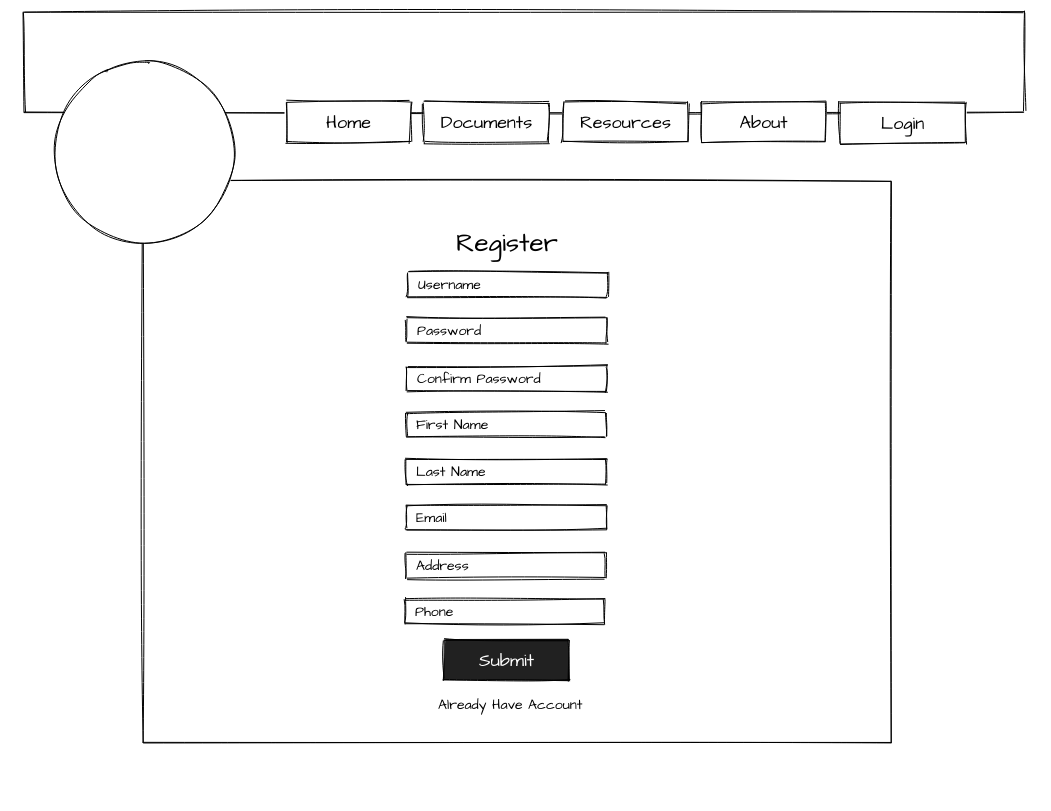 Home
Documents
Resources
About
Login
Register
Username
Password
Confirm Password
First Name
Last Name
Email
Address
Phone
Submit
Already Have Account